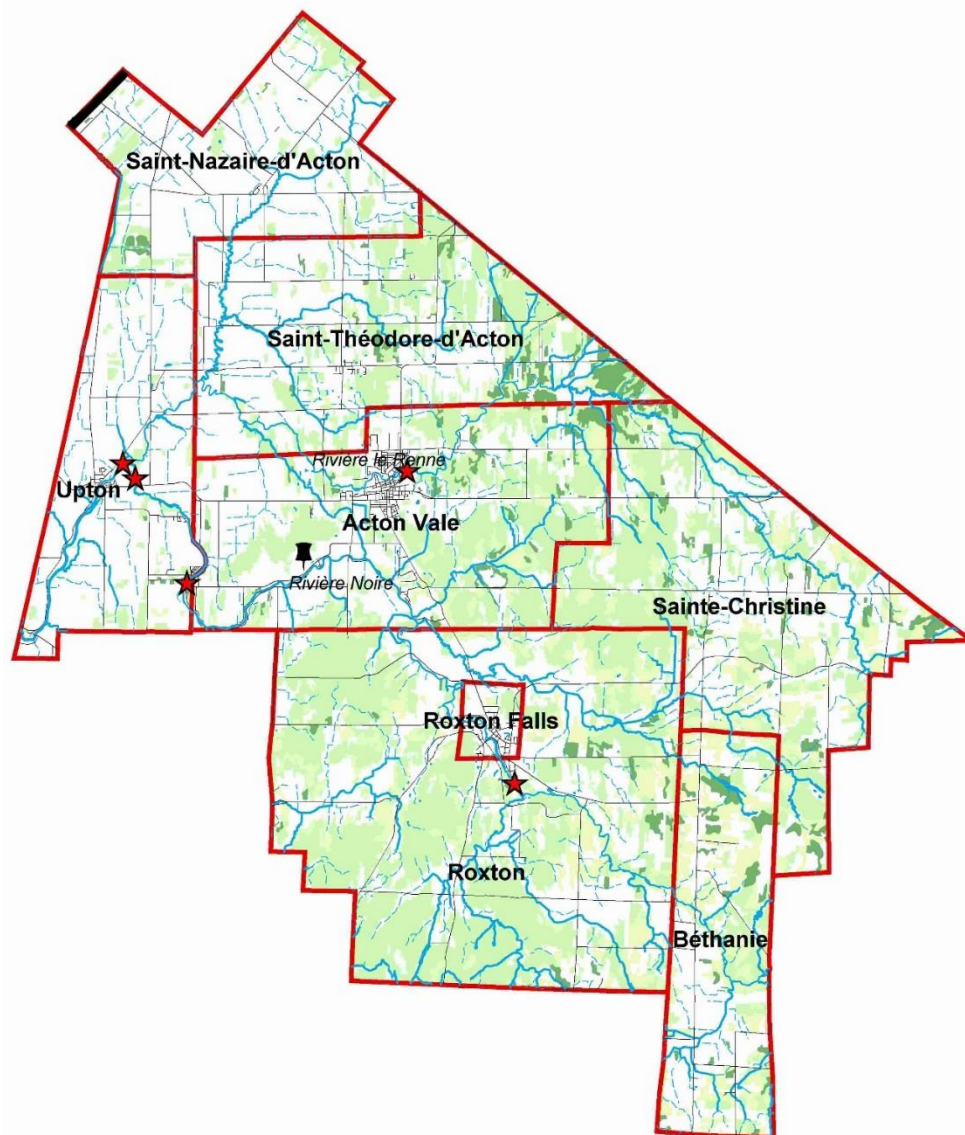 Saint-Nazaire-d'Acton
Saint-Théodore-d'Acton
Rivière le Renne
Upton
Acton Vale
Rivière Noire
Sainte-Christine
Roxton Falls
Roxton
Béthanie